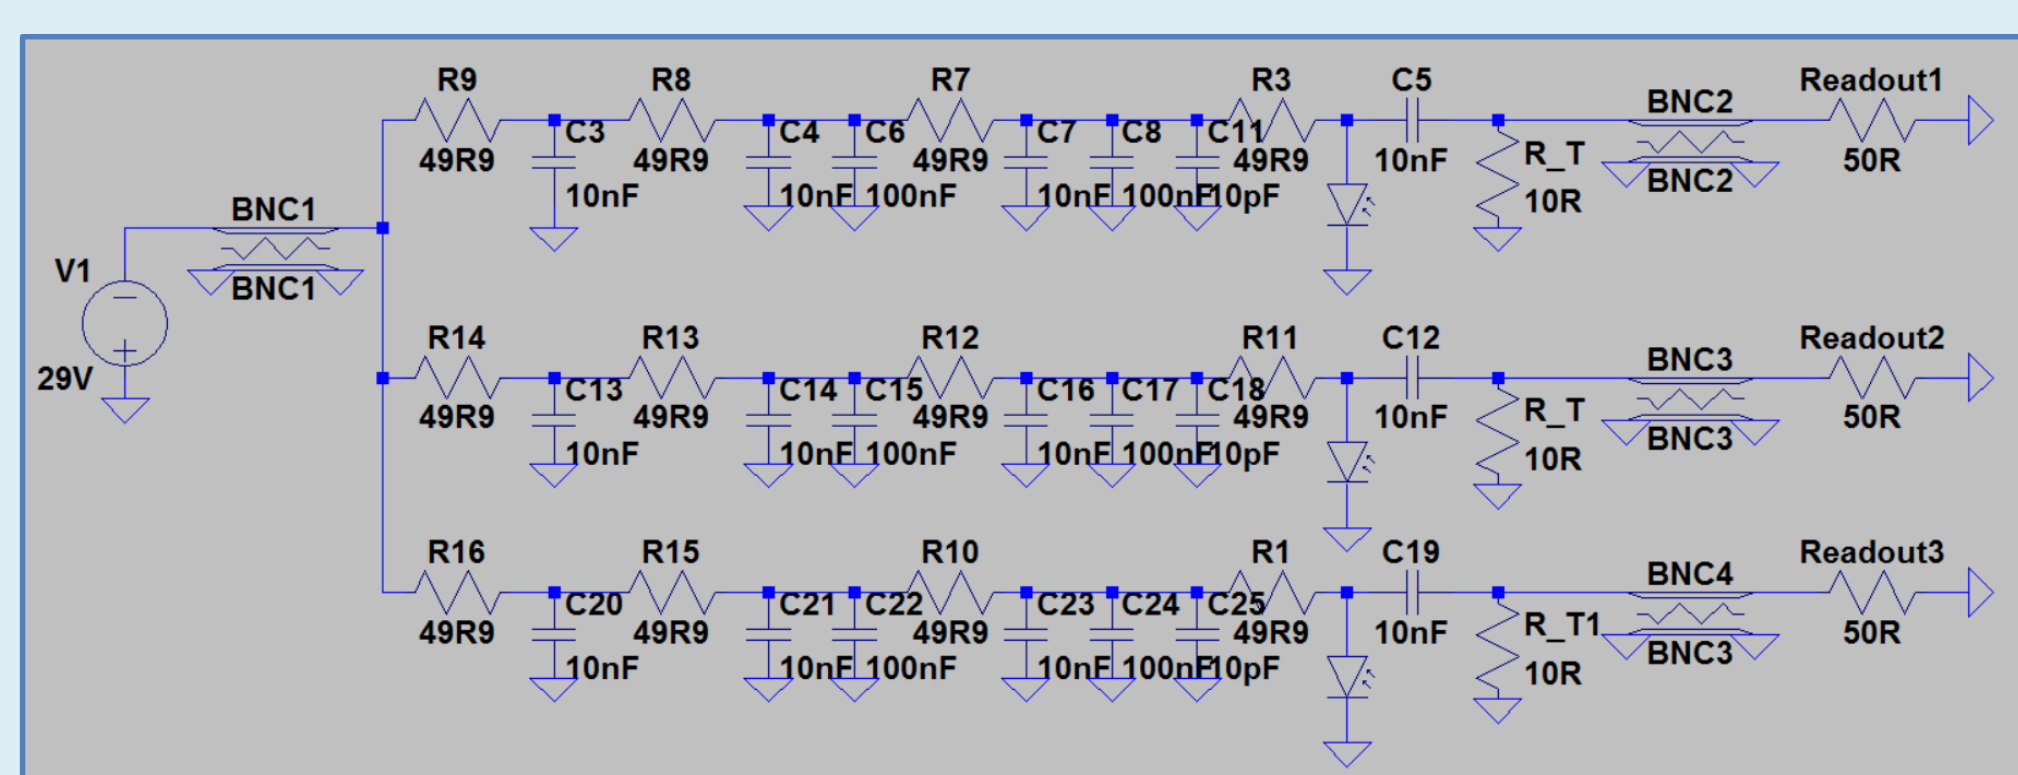 R9
R8
R7
R3
C5
Readout1
BNC2
C3
C4
C6
C7
C8
C11
49R9
49R9
49R9
49R9
10nF
R_T
50R
BNC2
10nF
10nF
100nF
10nF
100nF
10pF
10R
BNC1
V1
BNC1
29V
R14
R13
R12
R11
C12
Readout2
BNC3
C13
C14
C15
C16
C17
C18
49R9
49R9
49R9
49R9
10nF
R_T
50R
BNC3
10nF
10nF
100nF
10nF
100nF
10pF
10R
R16
R15
R10
R1
C19
Readout3
BNC4
C20
C21
C22
C23
C24
C25
49R9
49R9
49R9
49R9
10nF
R_T1
50R
BNC3
10nF
10nF
100nF
10nF
100nF
10pF
10R